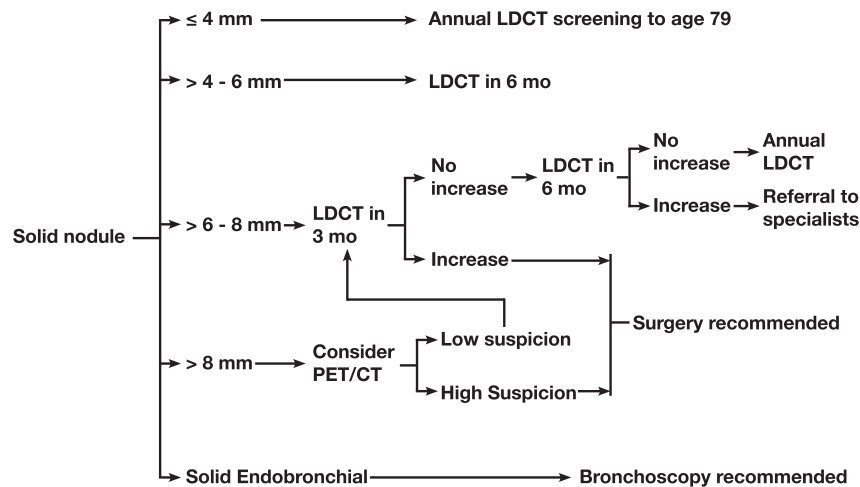 ≤ 4 mm
Annual LDCT screening to age 79
> 4 - 6 mm
LDCT in 6 mo
Solid nodule
> 6 - 8 mm
LDCT in
3 mo
No
increase
LDCT in
6 mo
No
increase
Annual
LDCT
Increase
Referral to
specialists
Increase
Surgery recommended
> 8 mm
Consider
PET/CT
Low suspicion
High Suspicion
Solid Endobronchial
Bronchoscopy recommended